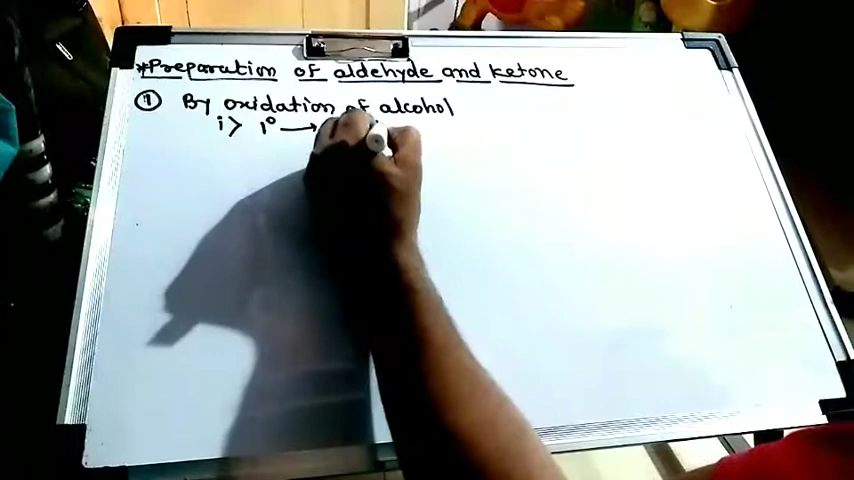 *Preparation of aldehyde and ketone
① By oxidation of alcohol
i> 1° →